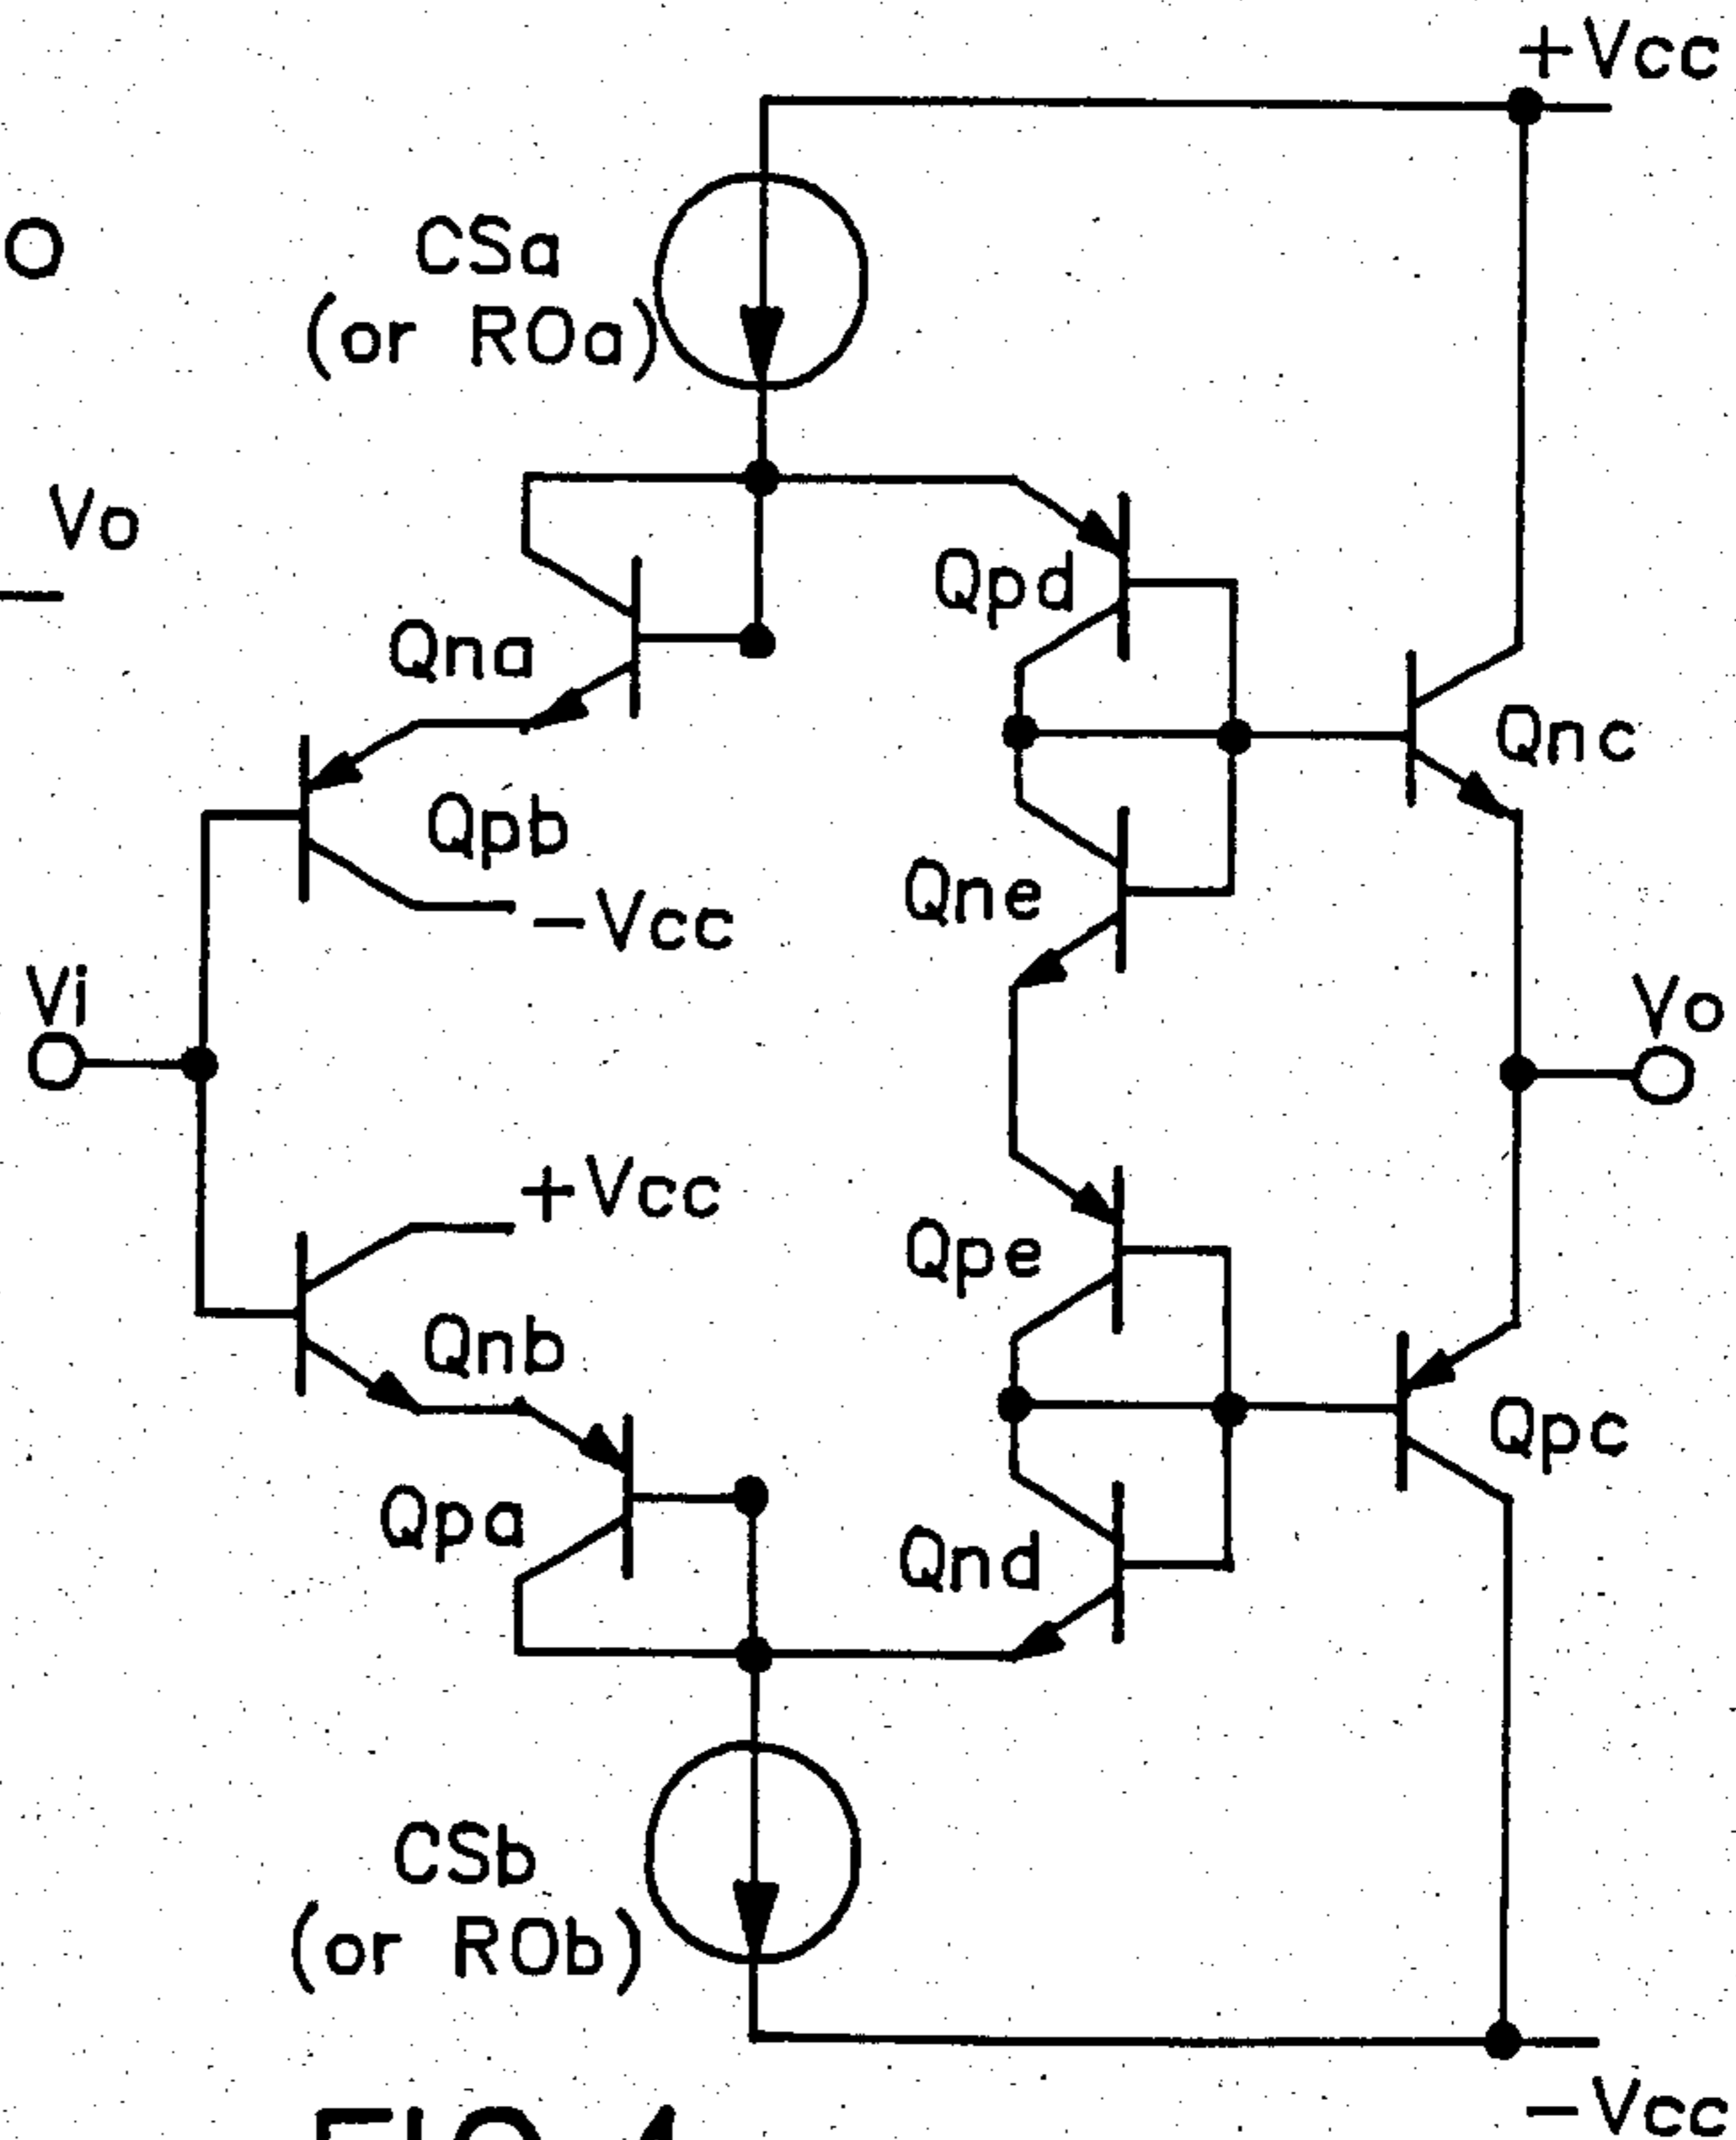 +Vcc
CSa
(or ROa)
Vo
Qpd
Qna
Qnc
Qpb
Qne
-Vcc
Vi
Vo
+Vcc
Qpe
Qnb
Qpc
Qpa
Qnd
CSb
(or ROb)
-Vcc